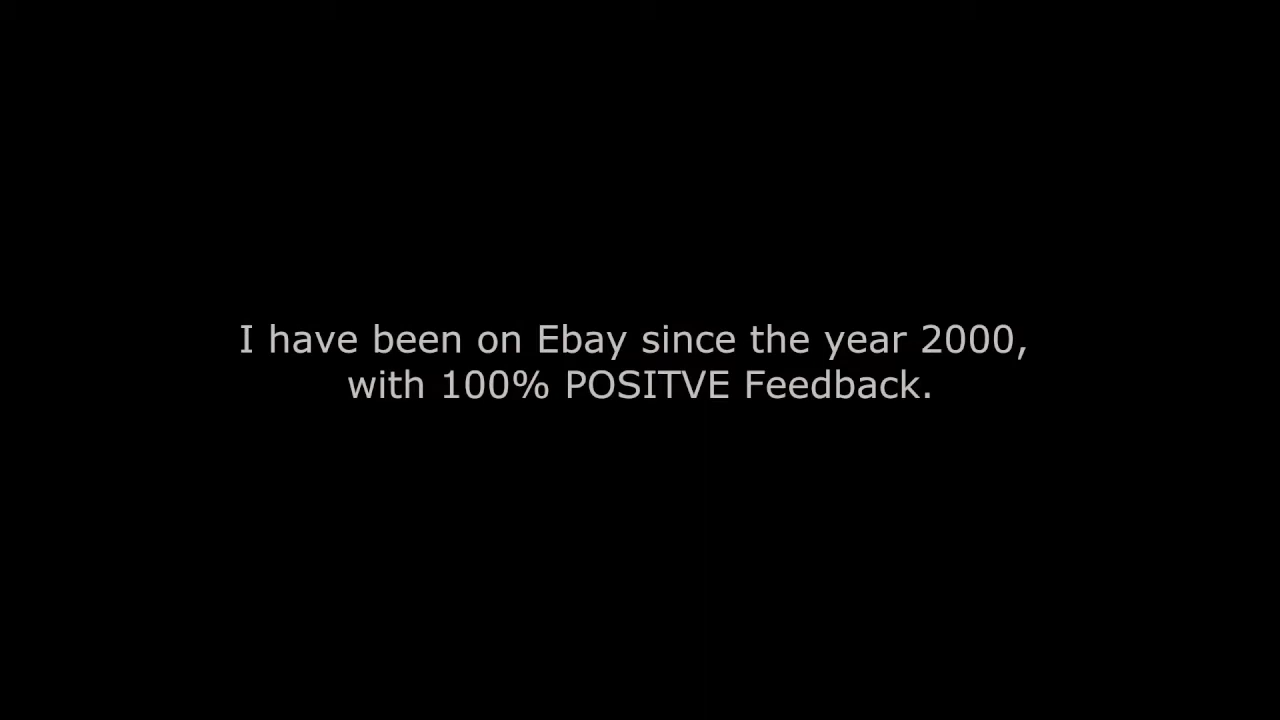 I have been on Ebay since the year 2000,
with 100% POSITVE Feedback.